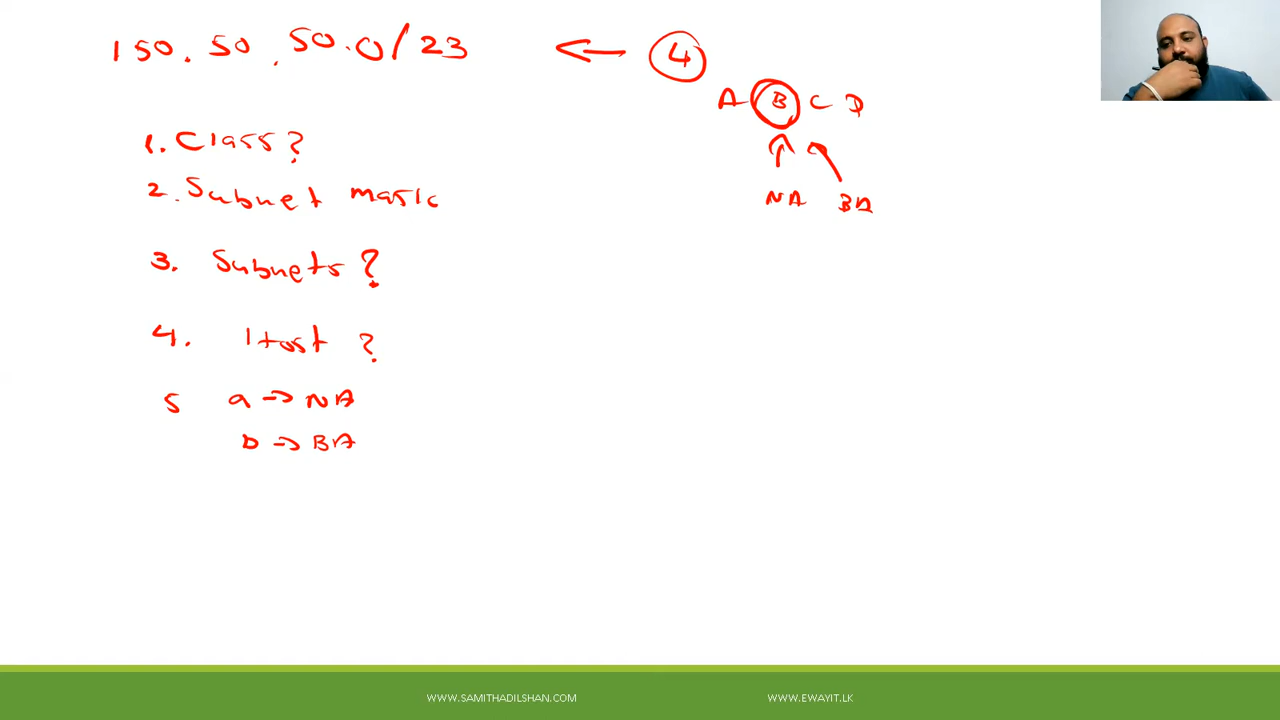 150.50.50.0/23 ← 4
A B C D
1. Class?
2. Subnet mask
NA BA
3. Subnets?
4. Host?
5 a → NA
b → BA
WWW.SAMITHADILSHAN.COM WWW.EWAYIT.LK